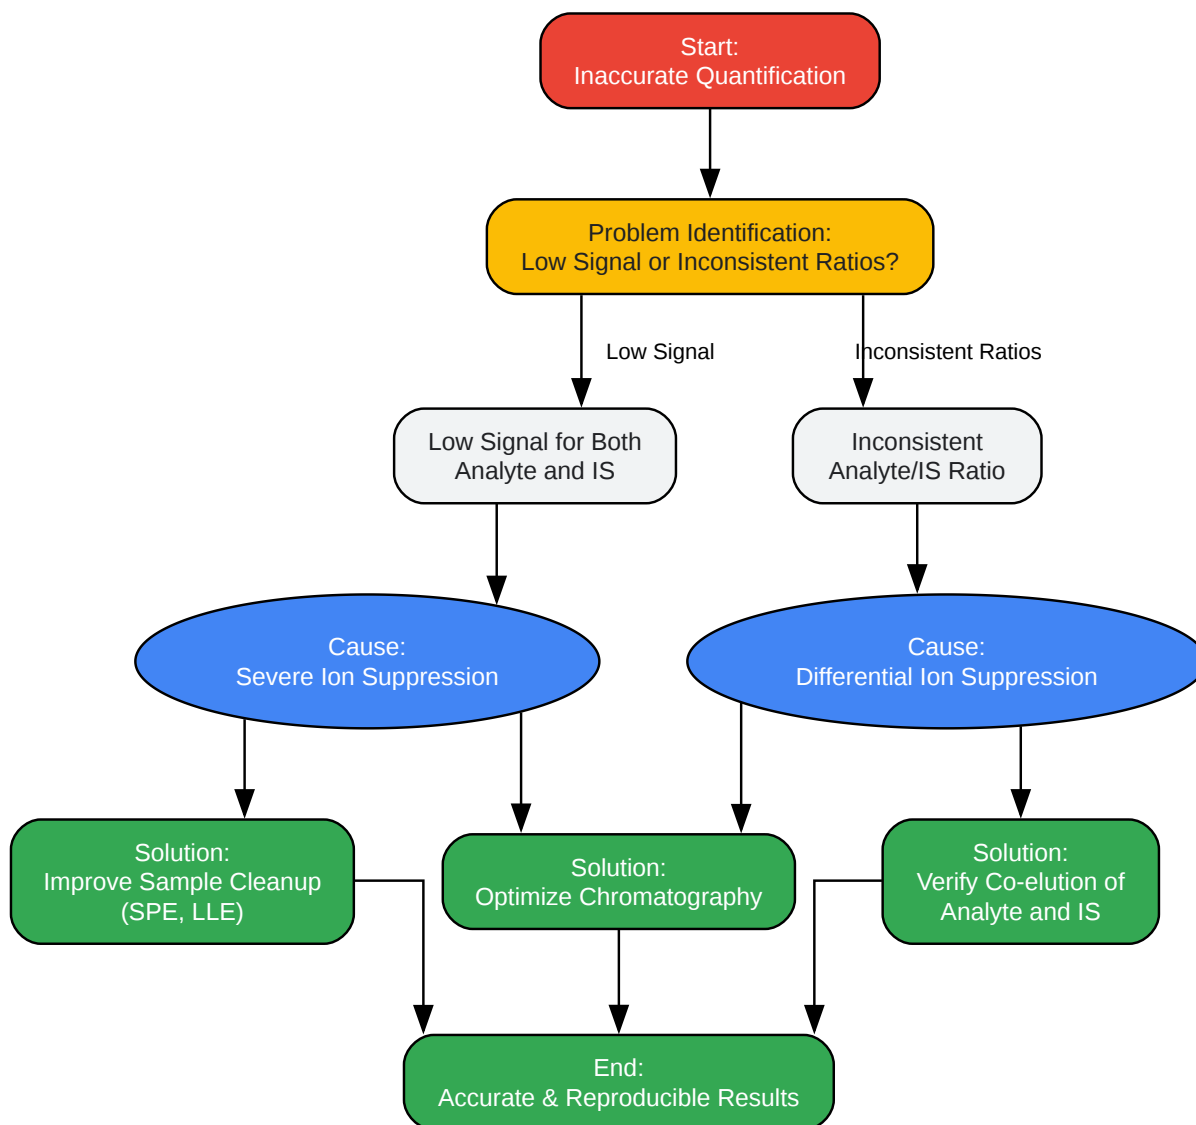 Start:
Inaccurate Quantification
Problem Identification:
Low Signal or Inconsistent Ratios?
Low Signal
Inconsistent Ratios
Low Signal for Both
Analyte and IS
Inconsistent
Analyte/IS Ratio
Cause:
Severe Ion Suppression
Cause:
Differential Ion Suppression
Solution:
Improve Sample Cleanup
(SPE, LLE)
Solution:
Optimize Chromatography
Solution:
Verify Co-elution of
Analyte and IS
End:
Accurate & Reproducible Results